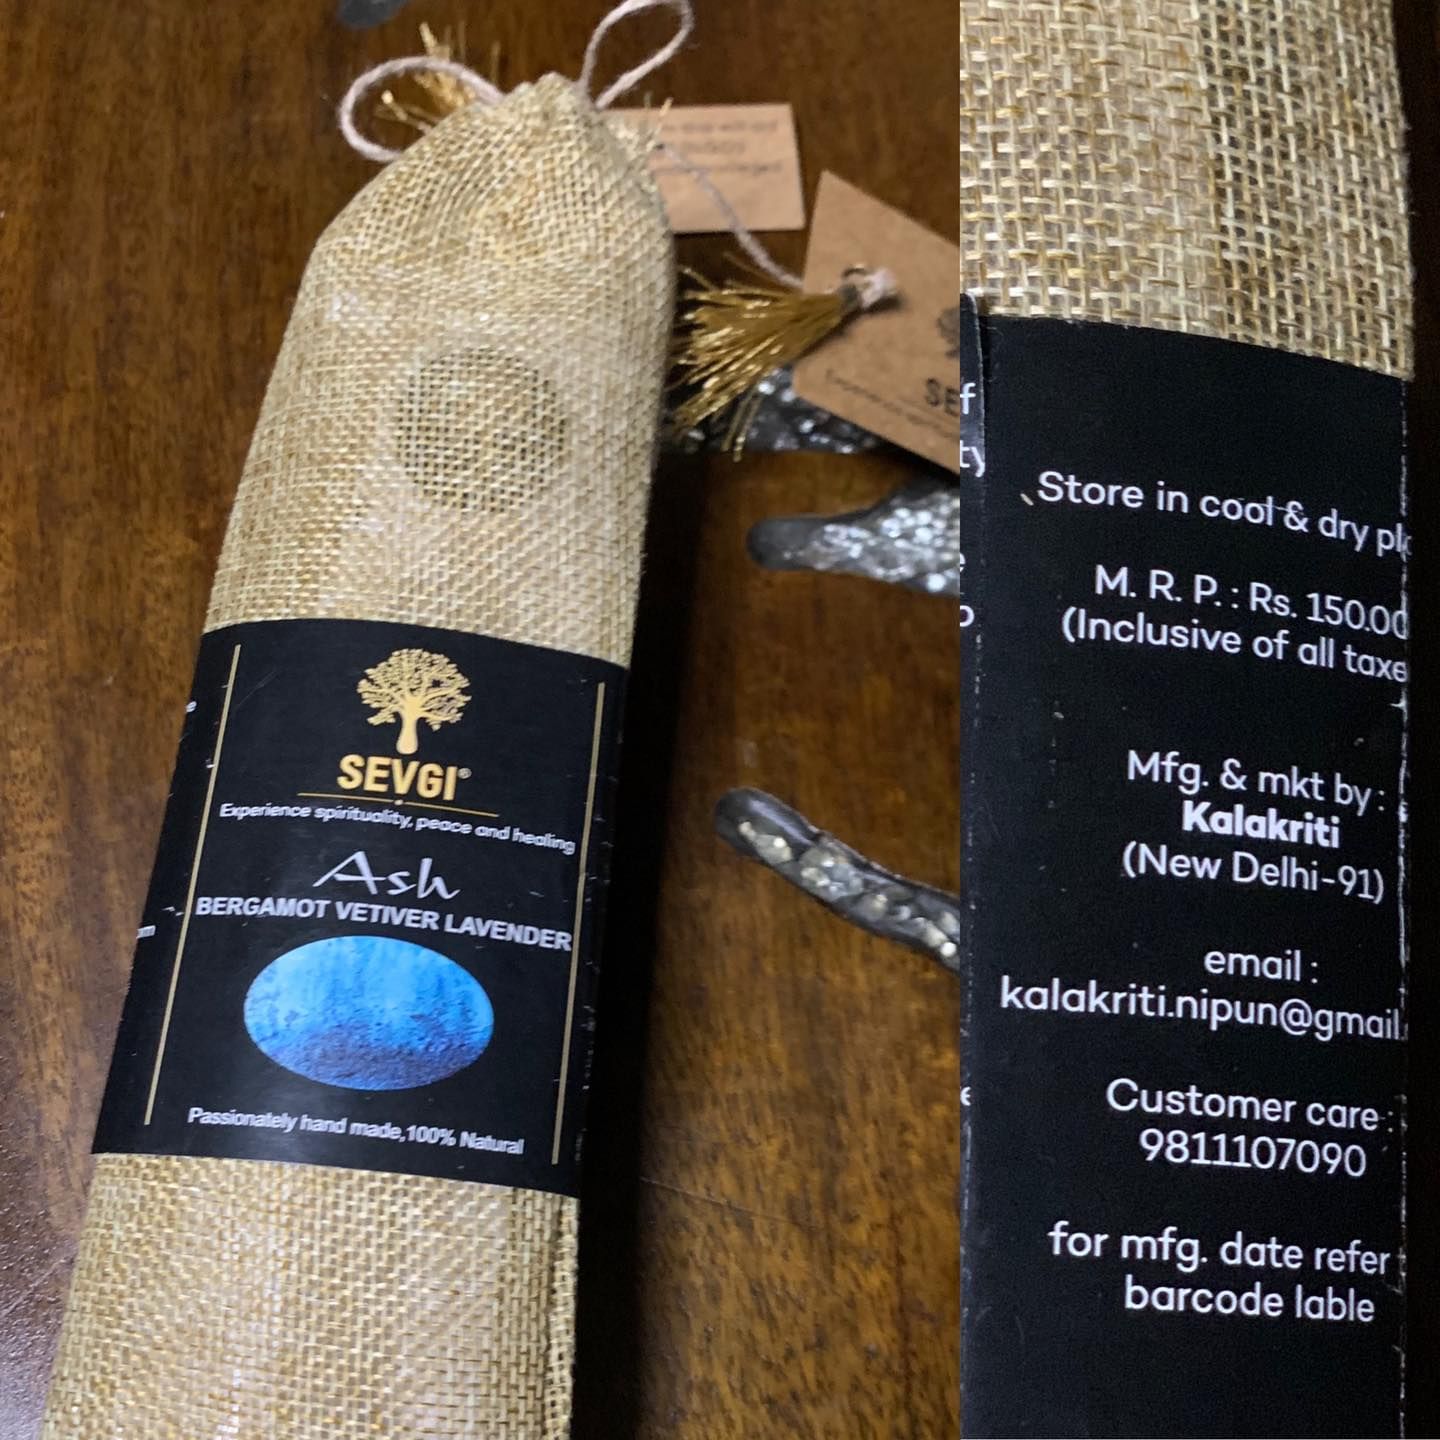 SEVGI®
Experience spirituality, peace and healing
Ash
BERGAMOT VETIVER LAVENDER
Passionately hand made,100% Natural
SE
Store in cool & dry
M. R. P. : Rs. 150.00
(Inclusive of all taxe
Mfg. & mkt by :
Kalakriti
(New Delhi-91)
email :
kalakriti.nipun@gmail.
Customer care :
9811107090
for mfg. date refer
barcode lable